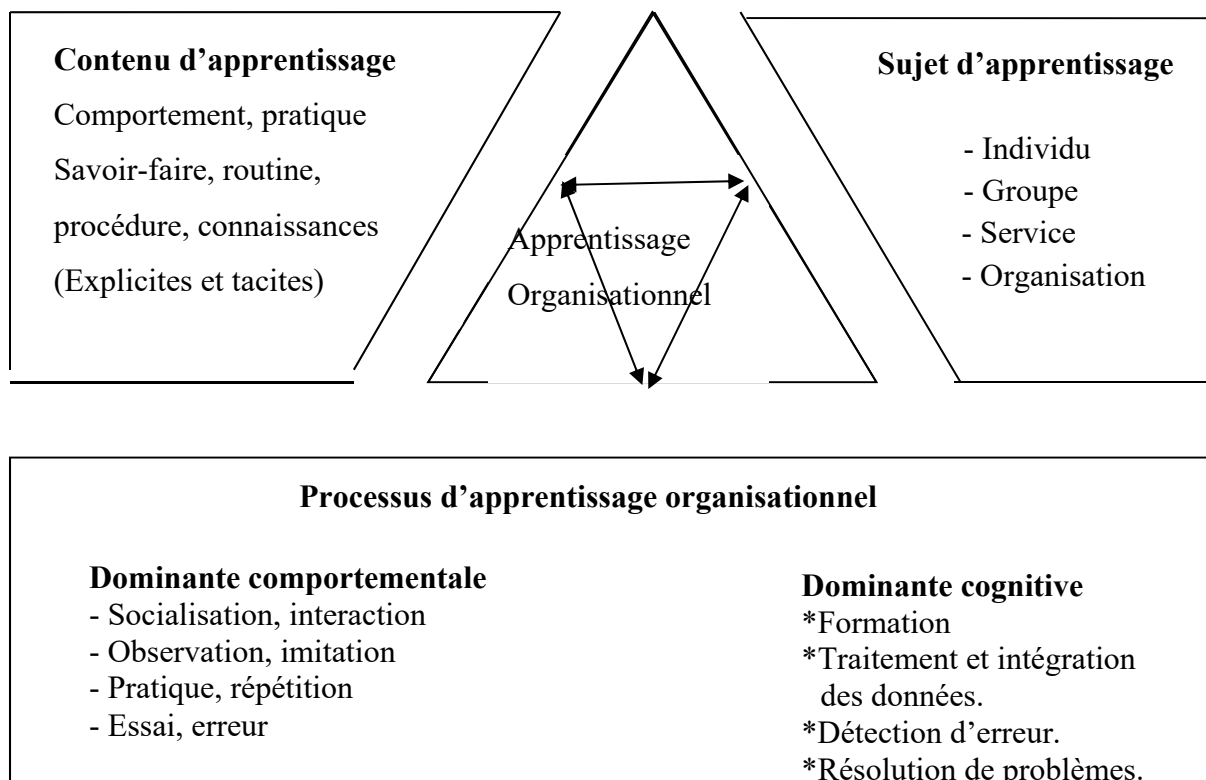 Contenu d’apprentissage
Comportement, pratique
Savoir-faire, routine,
procédure, connaissances
(Explicites et tacites)
Apprentissage
Organisationnel
Sujet d’apprentissage
- Individu
- Groupe
- Service
- Organisation
Processus d’apprentissage organisationnel
Dominante comportementale
- Socialisation, interaction
- Observation, imitation
- Pratique, répétition
- Essai, erreur
Dominante cognitive
*Formation
*Traitement et intégration
des données.
*Détection d’erreur.
*Résolution de problèmes.